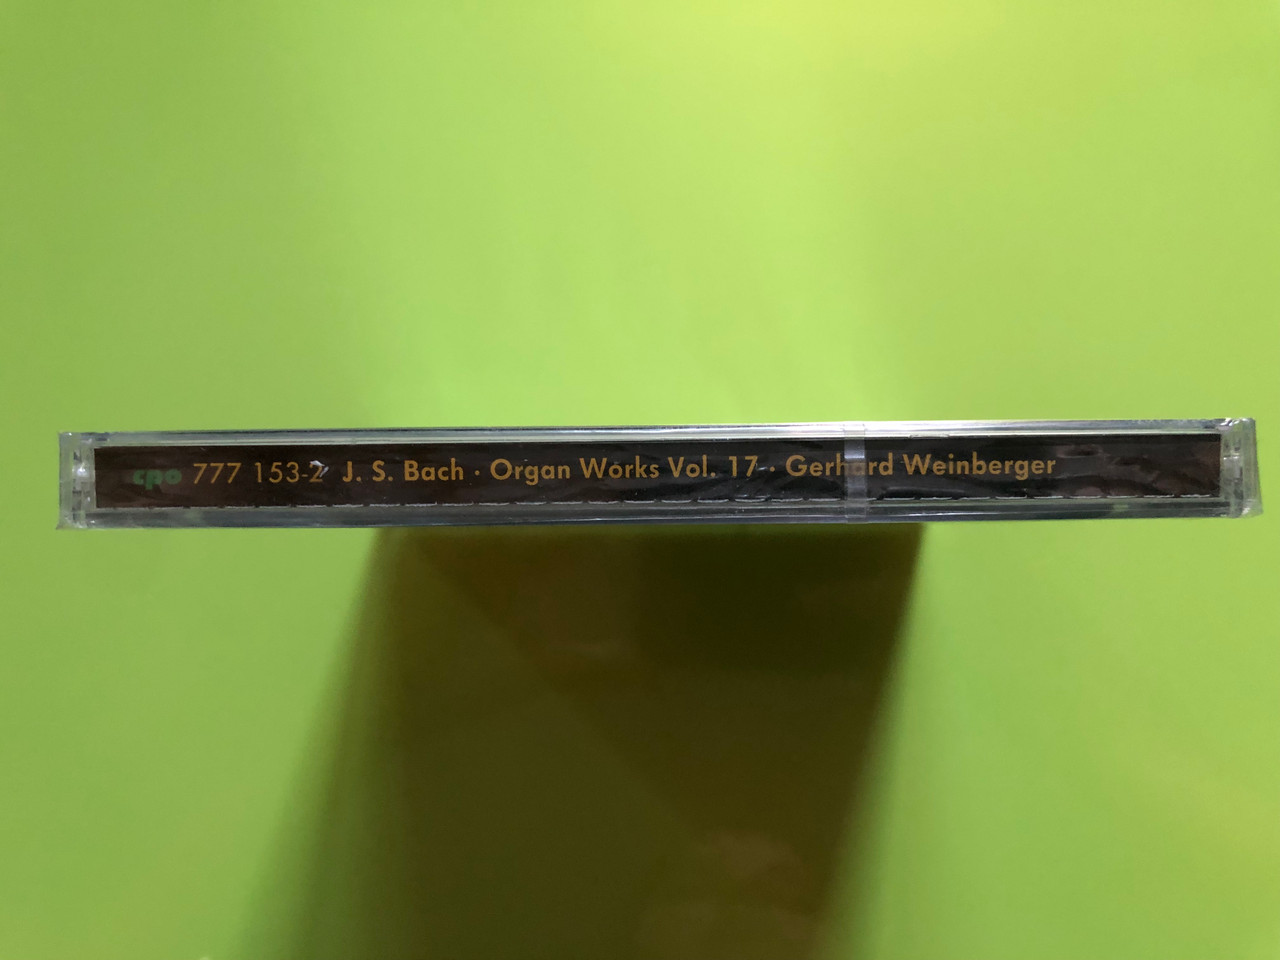 cpo 777 153-2 J. S. Bach · Organ Works Vol. 17 · Gerhard Weinberger